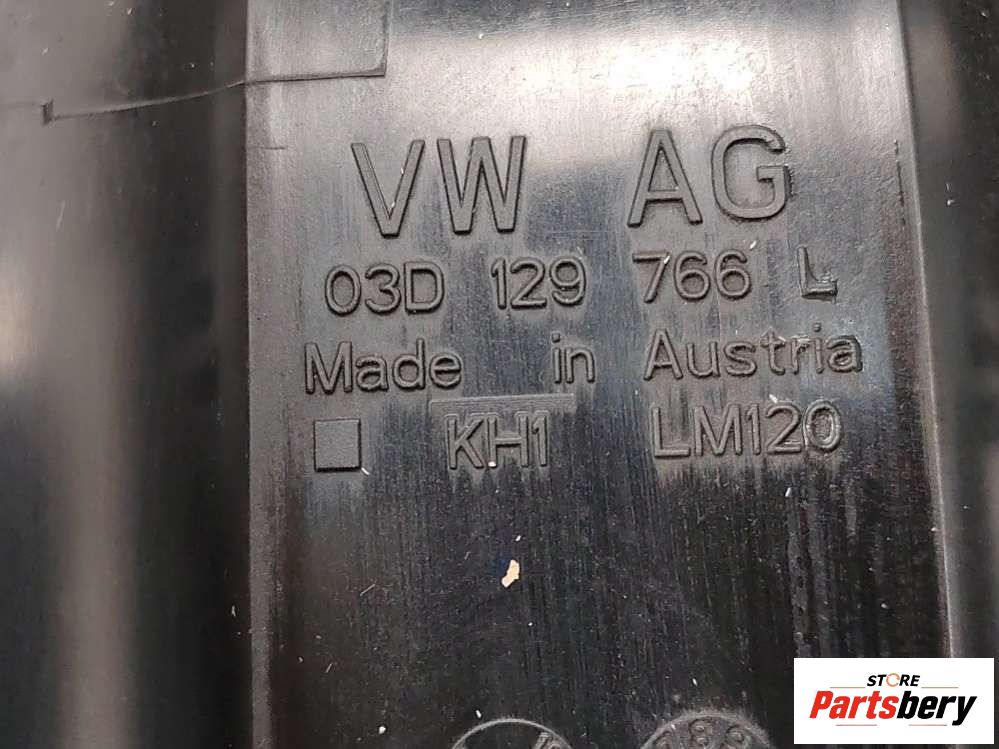 VW AG
03D 129 766 L
Made in Austria
KH1 LM120
STORE
Partsbery